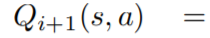 Q_{i+1}(s, a) =